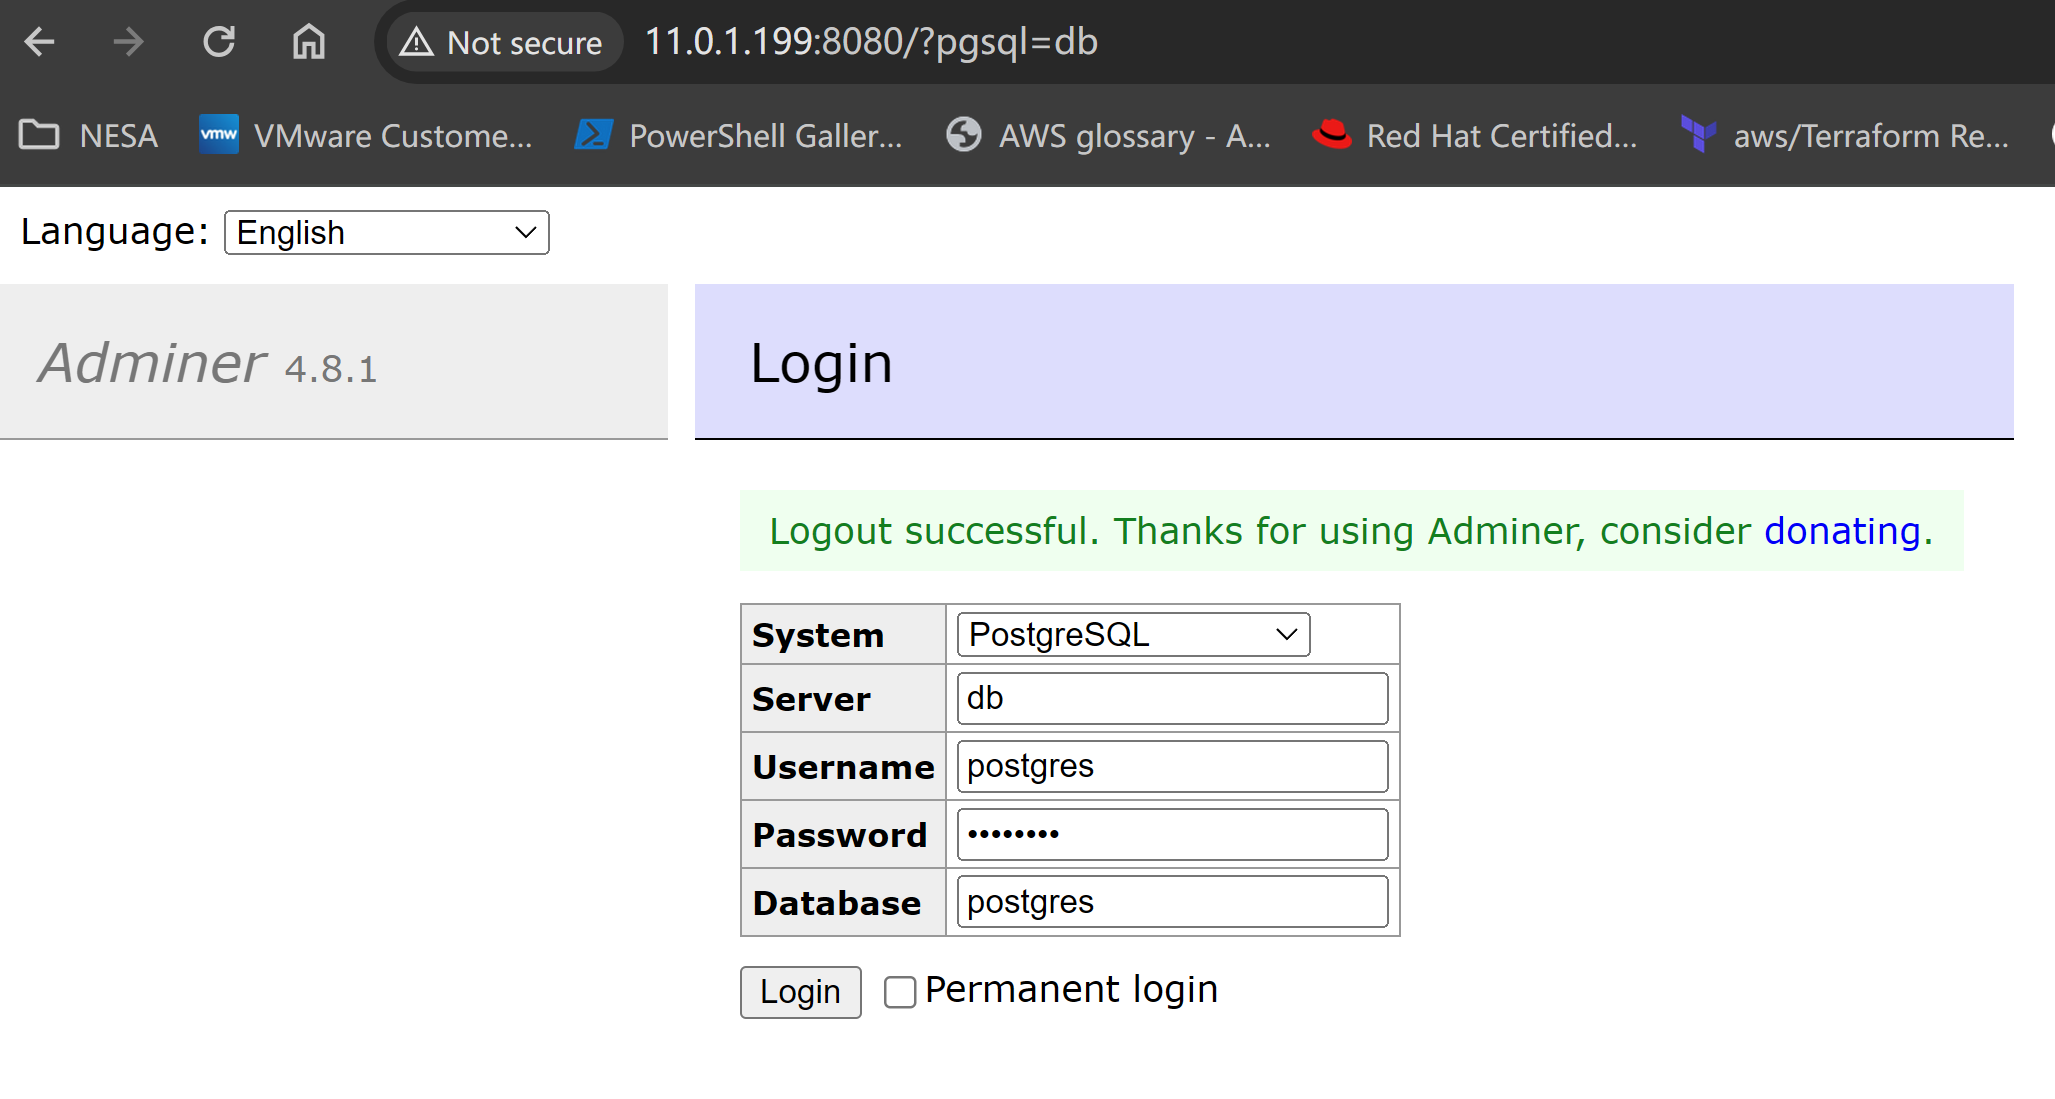 Not secure 11.0.1.199:8080/?pgsql=db
NESA vmw VMware Custome... PowerShell Galler... AWS glossary - A... Red Hat Certified... aws/Terraform Re...
Language: English
Adminer 4.8.1
Login
Logout successful. Thanks for using Adminer, consider donating.
System PostgreSQL
Server db
Username postgres
Password ••••••••
Database postgres
Login Permanent login